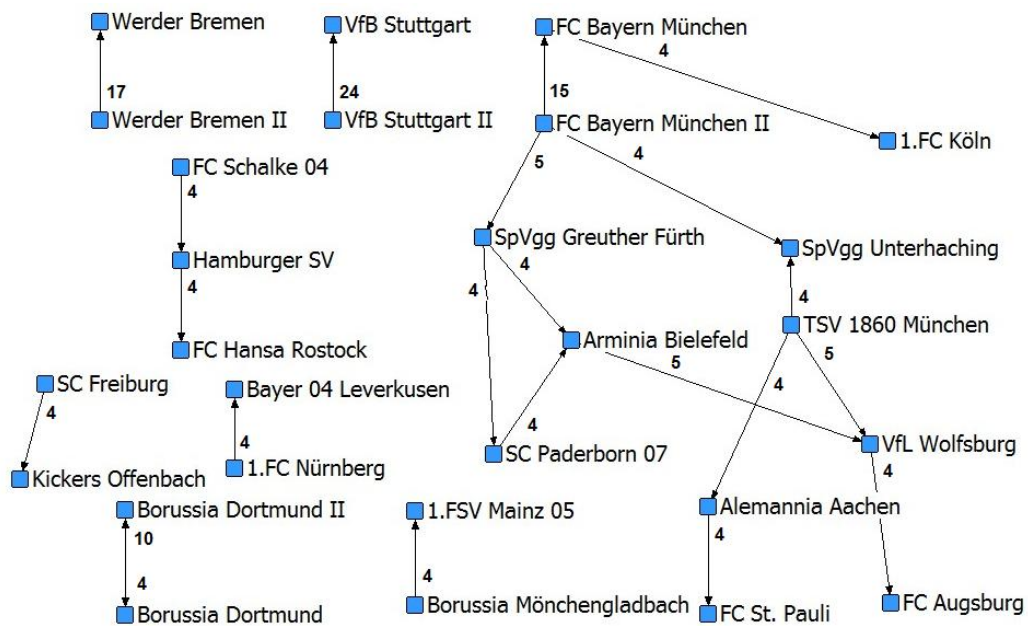 Werder Bremen
VfB Stuttgart
FC Bayern München
4
17
24
15
Werder Bremen II
VfB Stuttgart II
FC Bayern München II
1.FC Köln
5
4
FC Schalke 04
4
SpVgg Greuther Fürth
SpVgg Unterhaching
Hamburger SV
4
4
4
4
TSV 1860 München
FC Hansa Rostock
Arminia Bielefeld
5
5
SC Freiburg
Bayer 04 Leverkusen
4
4
4
4
VfL Wolfsburg
SC Paderborn 07
4
Kickers Offenbach
1.FC Nürnberg
Borussia Dortmund II
1.FSV Mainz 05
Alemannia Aachen
10
4
4
4
Borussia Dortmund
Borussia Mönchengladbach
FC St. Pauli
FC Augsburg